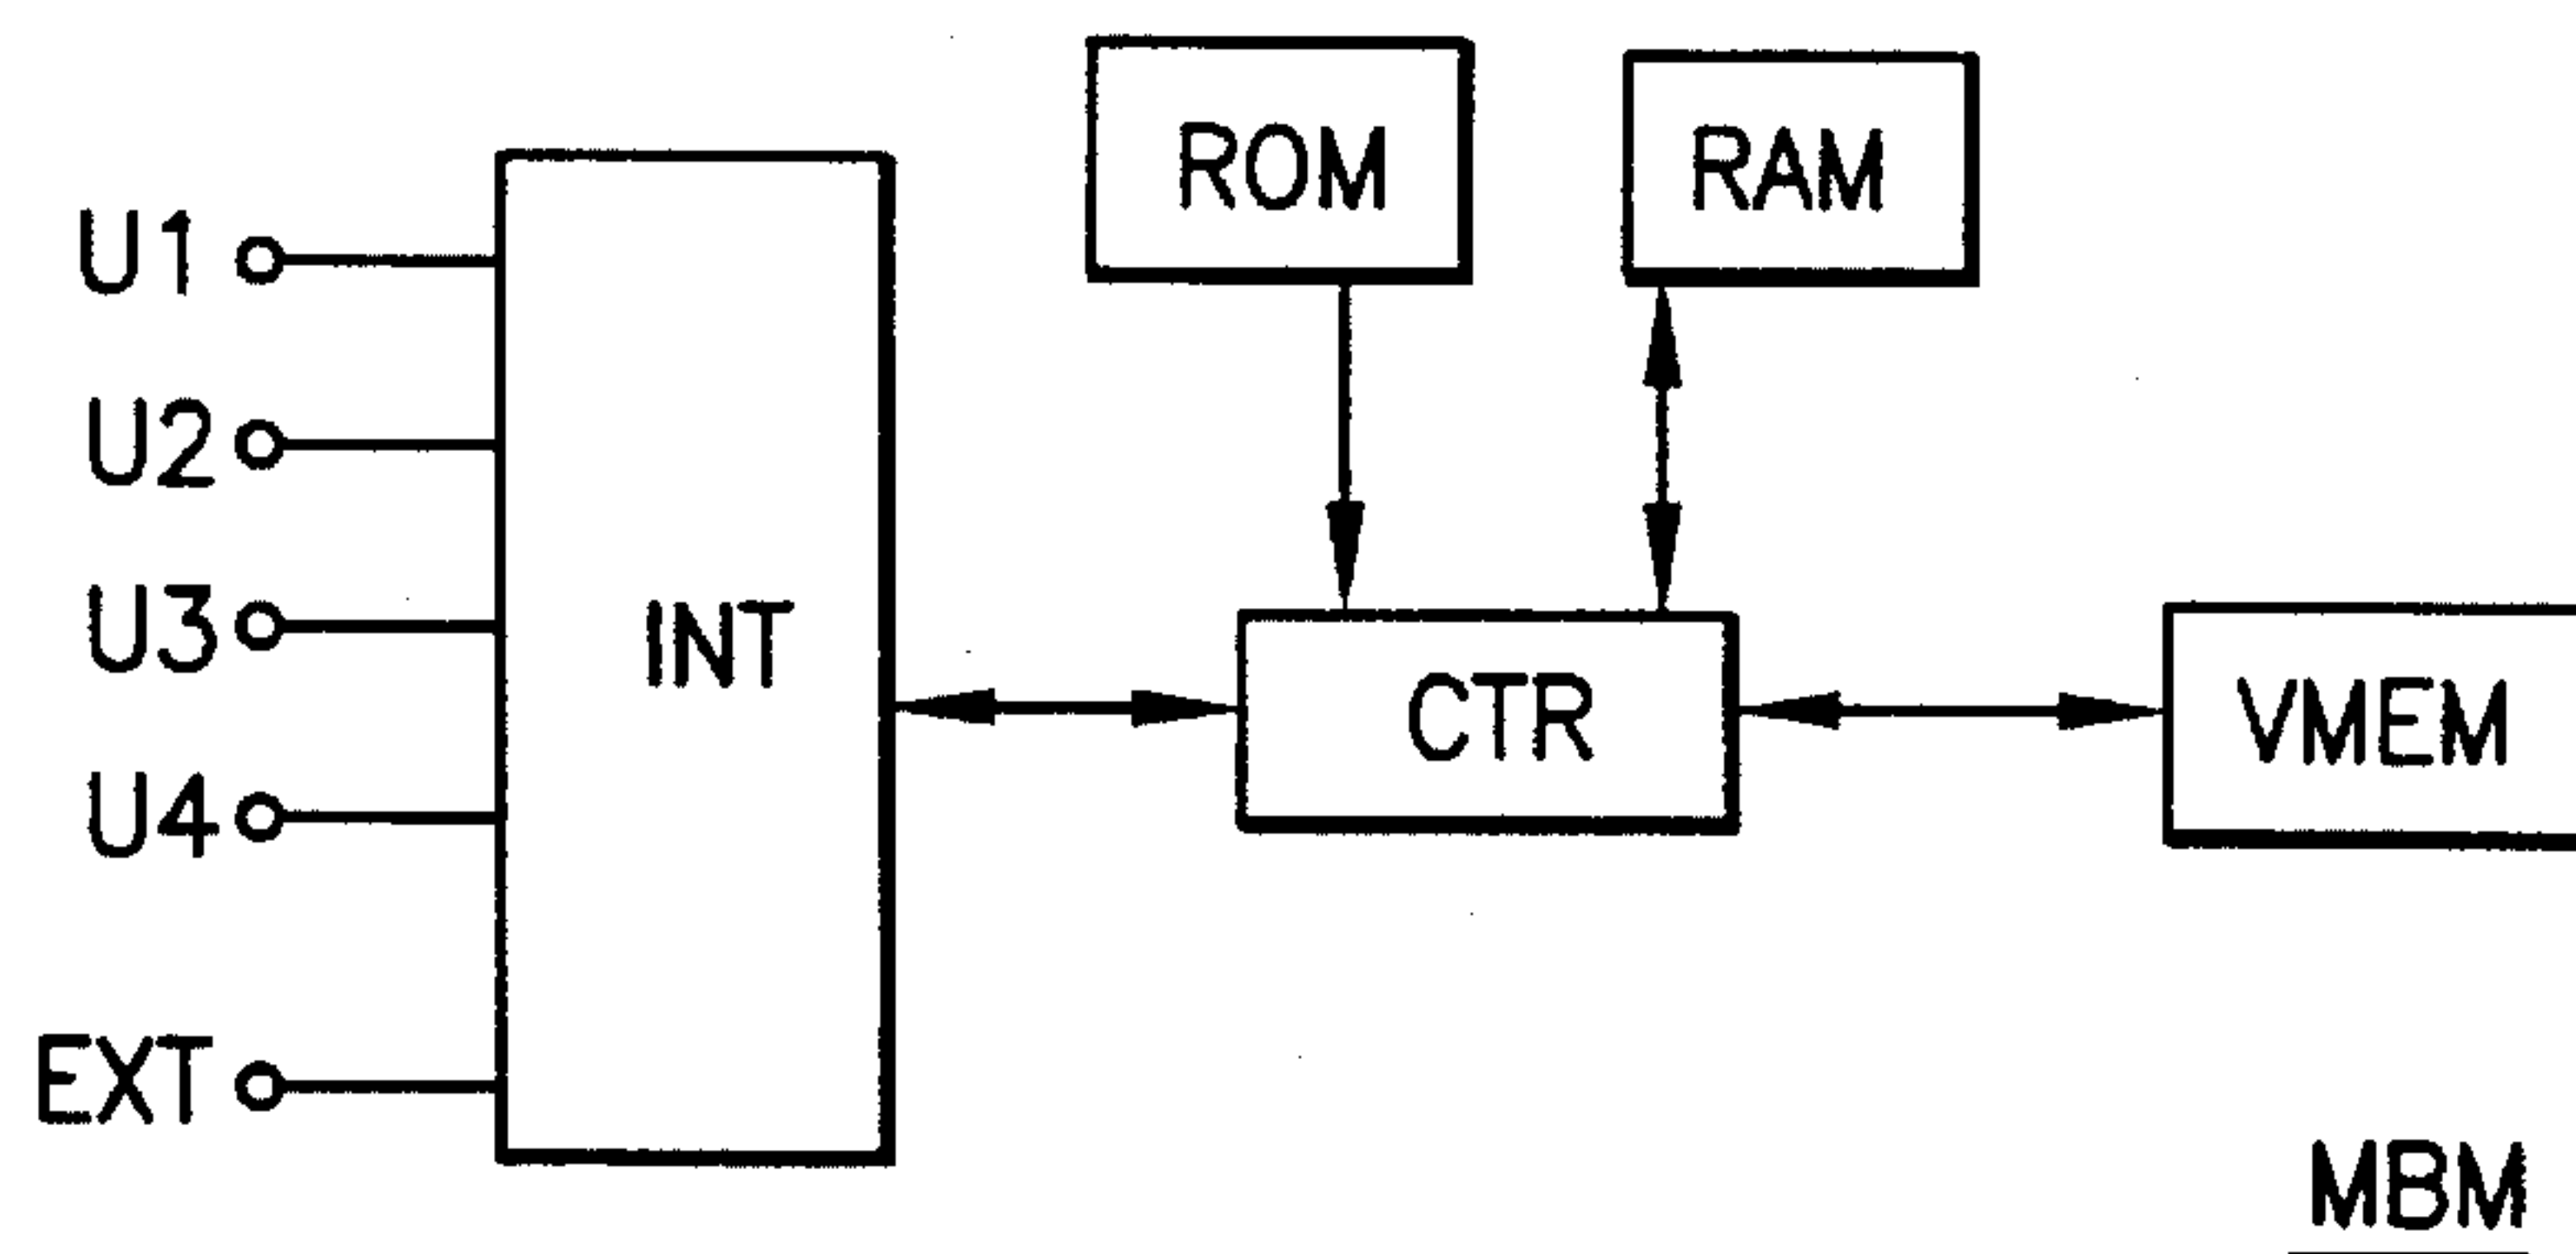 ROM
RAM
U1
U2
U3
INT
CTR
VMEM
U4
EXT
MBM